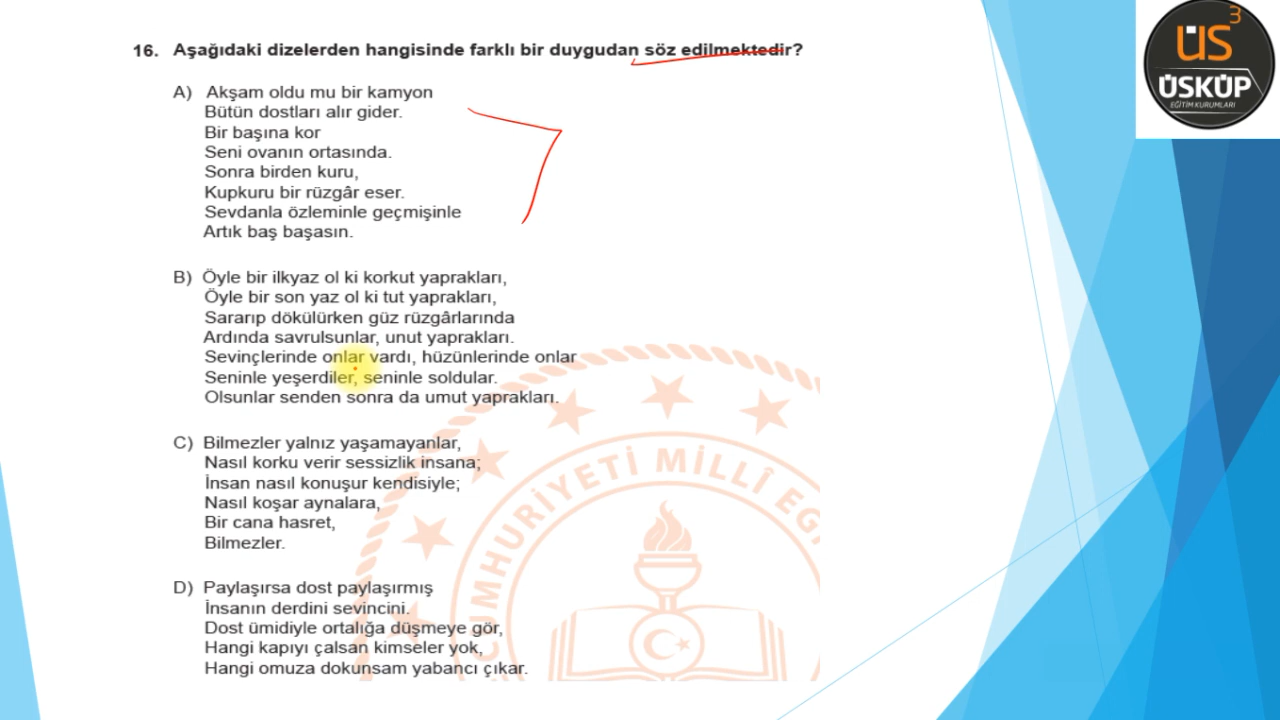 16. Aşağıdaki dizelerden hangisinde farklı bir duygudan söz edilmektedir?
A) Akşam oldu mu bir kamyon
Bütün dostları alır gider.
Bir başına kor
Seni ovanın ortasında.
Sonra birden kuru,
Kupkuru bir rüzgâr eser.
Sevdanla özleminle geçmişinle
Artık baş başasın.
B) Öyle bir ilkyaz ol ki korkut yaprakları,
Öyle bir son yaz ol ki tut yaprakları,
Sararıp dökülürken güz rüzgârlarında
Ardında savrulsunlar, unut yaprakları.
Sevinçlerinde onlar vardı, hüzünlerinde onlar
Seninle yeşerdiler, seninle soldular.
Olsunlar senden sonra da umut yaprakları.
C) Bilmezler yalnız yaşamayanlar,
Nasıl korku verir sessizlik insana;
İnsan nasıl konuşur kendisiyle;
Nasıl koşar aynalara,
Bir cana hasret,
Bilmezler.
D) Paylaşırsa dost paylaşırmış
İnsanın derdini sevincini.
Dost ümidiyle ortalığa düşmeye gör,
Hangi kapıyı çalsan kimseler yok,
Hangi omuza dokunsam yabancı çıkar.
ÜS3
ÜSKÜP
EĞİTİM KURUMLARI
CUMHURİYETİ MİLLÎ